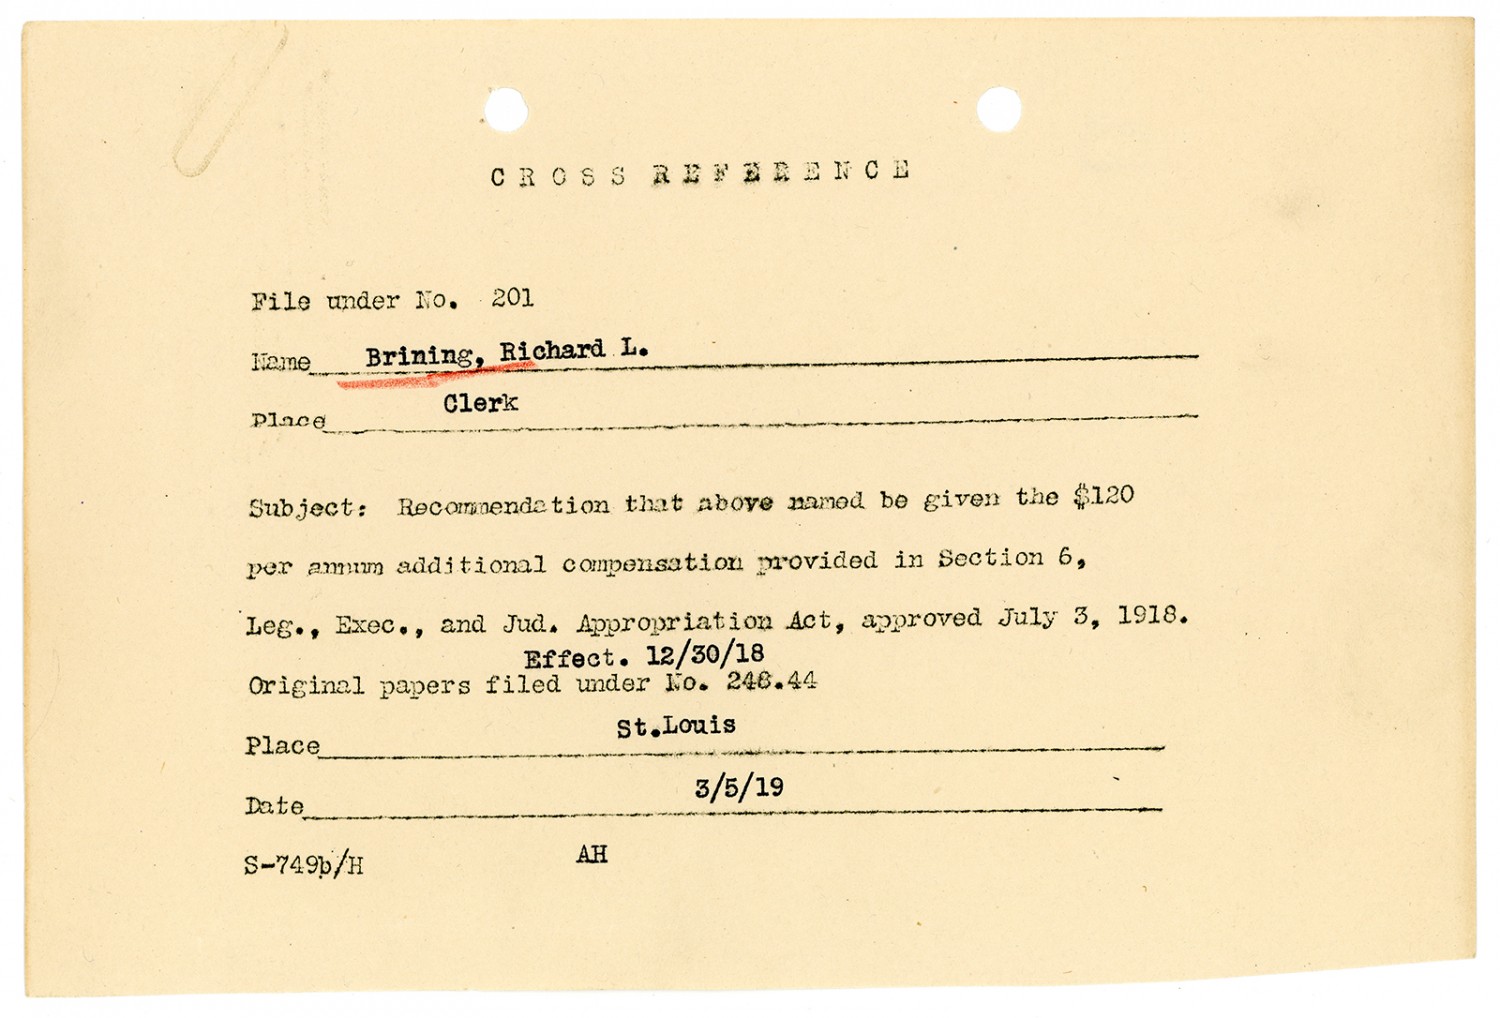 CROSS REFERENCE
File under No. 201
Name Brining, Richard L.
Place Clerk
Subject: Recommendation that above named be given the $120
per annum additional compensation provided in Section 6,
Leg., Exec., and Jud. Appropriation Act, approved July 3, 1918.
Effect. 12/30/18
Original papers filed under No. 248.44
Place St.Louis
Date 3/5/19
S-749b/H AH